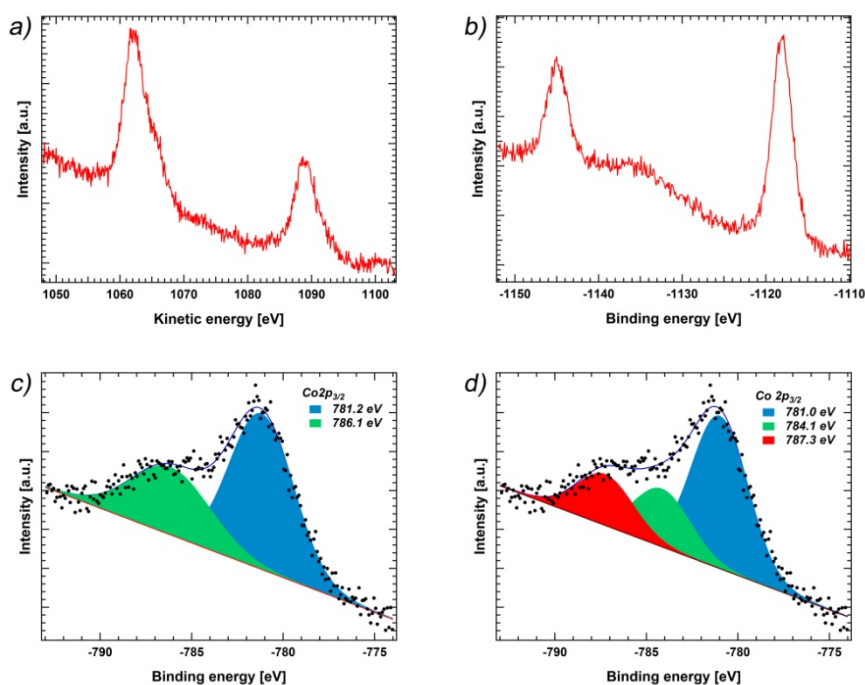 a)
Intensity [a.u.]
1050 1060 1070 1080 1090 1100
Kinetic energy [eV]
b)
Intensity [a.u.]
-1150 -1140 -1130 -1120 -1110
Binding energy [eV]
c)
Intensity [a.u.]
Co2p3/2
781.2 eV
786.1 eV
-790 -785 -780 -775
Binding energy [eV]
d)
Intensity [a.u.]
Co 2p3/2
781.0 eV
784.1 eV
787.3 eV
-790 -785 -780 -775
Binding energy [eV]